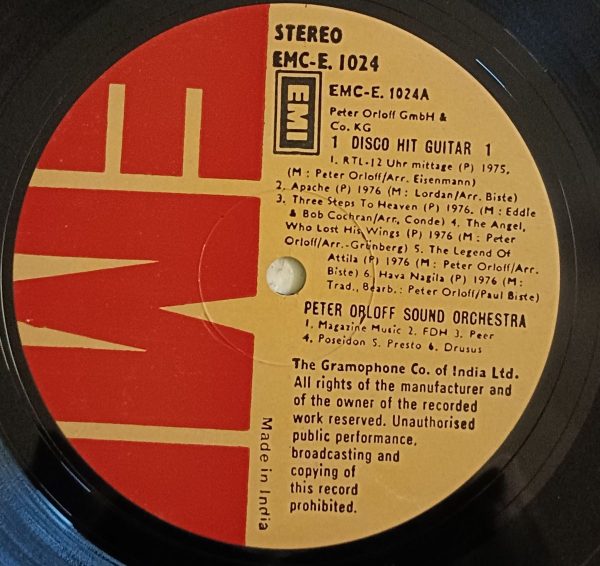 STEREO
EMC-E. 1024
EMI
EMC-E. 1024A
Peter Orloff GmbH &
Co. KG
1 DISCO HIT GUITAR 1
1. RTL-12 Uhr mittage (P) 1975,
(M : Peter Orloff/Arr. Eisenmann)
2. Apache (P) 1976 (M : Lordan/Arr. Biste)
3. Three Steps To Heaven (P) 1976. (M : Eddle
& Bob Cochran/Arr, Conde) 4. The Angel,
Who Lost His Wings (P) 1976 (M : Peter
Orloff/Arr.-Grünberg) 5. The Legend Of
Attila (P) 1976 (M : Peter Orloff/Arr.
Biste) 6. Hava Nagila (P) 1976 (M :
Trad., Bearb. : Peter Orloff/Paul Biste)
PETER ORLOFF SOUND ORCHESTRA
1. Magazine Music 2. FDH 3. Peer
4. Poseidon 5. Presto 6. Drusus
The Gramophone Co. of India Ltd.
All rights of the manufacturer and
of the owner of the recorded
work reserved. Unauthorised
public performance,
broadcasting and
copying of
this record
prohibited.
Made in India
EMI